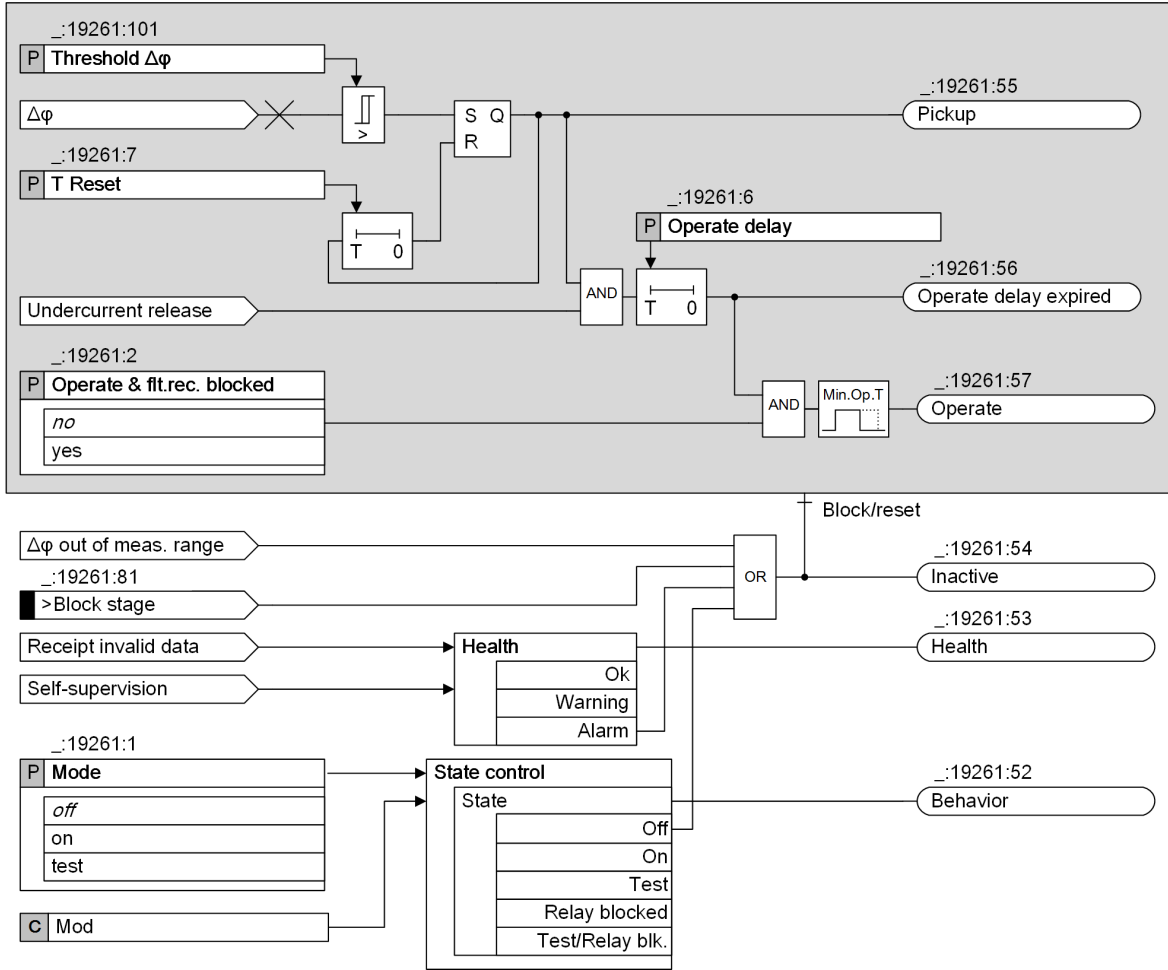 _:19261:101
P Threshold Δφ
Δφ
>
S Q
R
_:19261:55
Pickup
_:19261:7
P T Reset
T 0
_:19261:6
P Operate delay
AND
T 0
_:19261:56
Operate delay expired
Undercurrent release
_:19261:2
P Operate & flt.rec. blocked
no
yes
AND
Min.Op.T
_:19261:57
Operate
Block/reset
Δφ out of meas. range
_:19261:81
>Block stage
OR
_:19261:54
Inactive
Receipt invalid data
Self-supervision
Health
Ok
Warning
Alarm
_:19261:53
Health
_:19261:1
P Mode
off
on
test
C Mod
State control
State
Off
On
Test
Relay blocked
Test/Relay blk.
_:19261:52
Behavior